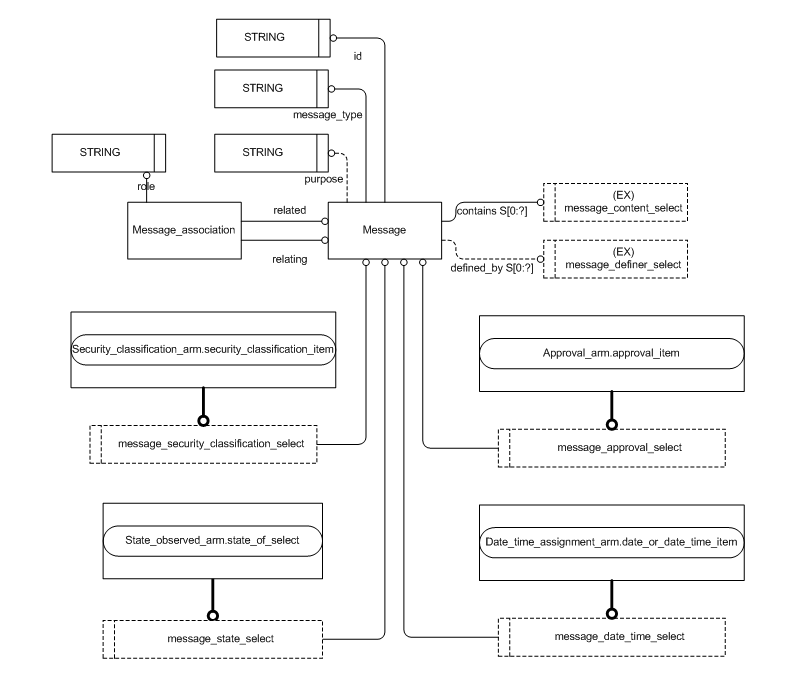 STRING
id
STRING
message_type
STRING
STRING
purpose
role
Message_association
related
relating
Message
contains S[0:?]
(EX)
message_content_select
defined_by S[0:?]
(EX)
message_definer_select
Security_classification_arm.security_classification_item
Approval_arm.approval_item
message_security_classification_select
message_approval_select
State_observed_arm.state_of_select
Date_time_assignment_arm.date_or_date_time_item
message_state_select
message_date_time_select